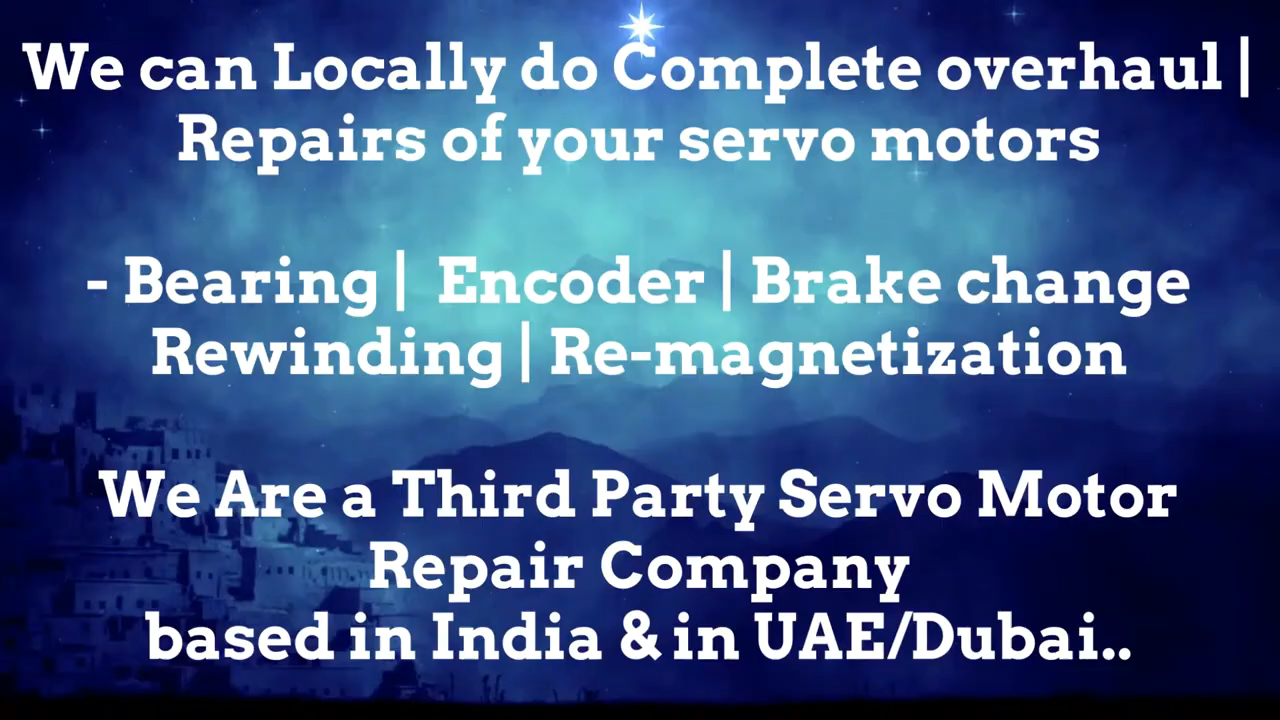 We can Locally do Complete overhaul |
Repairs of your servo motors
- Bearing | Encoder | Brake change
Rewinding | Re-magnetization
We Are a Third Party Servo Motor
Repair Company
based in India & in UAE/Dubai..